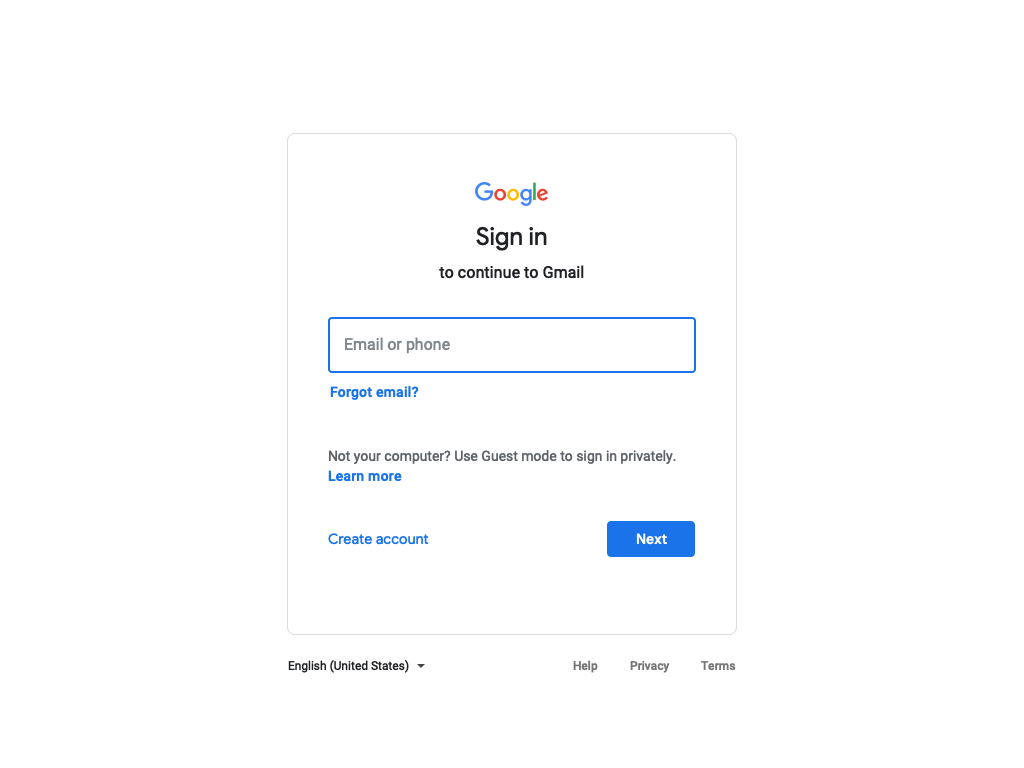 Google
Sign in
to continue to Gmail
Email or phone
Forgot email?
Not your computer? Use Guest mode to sign in privately.
Learn more
Create account
Next
English (United States)
Help
Privacy
Terms